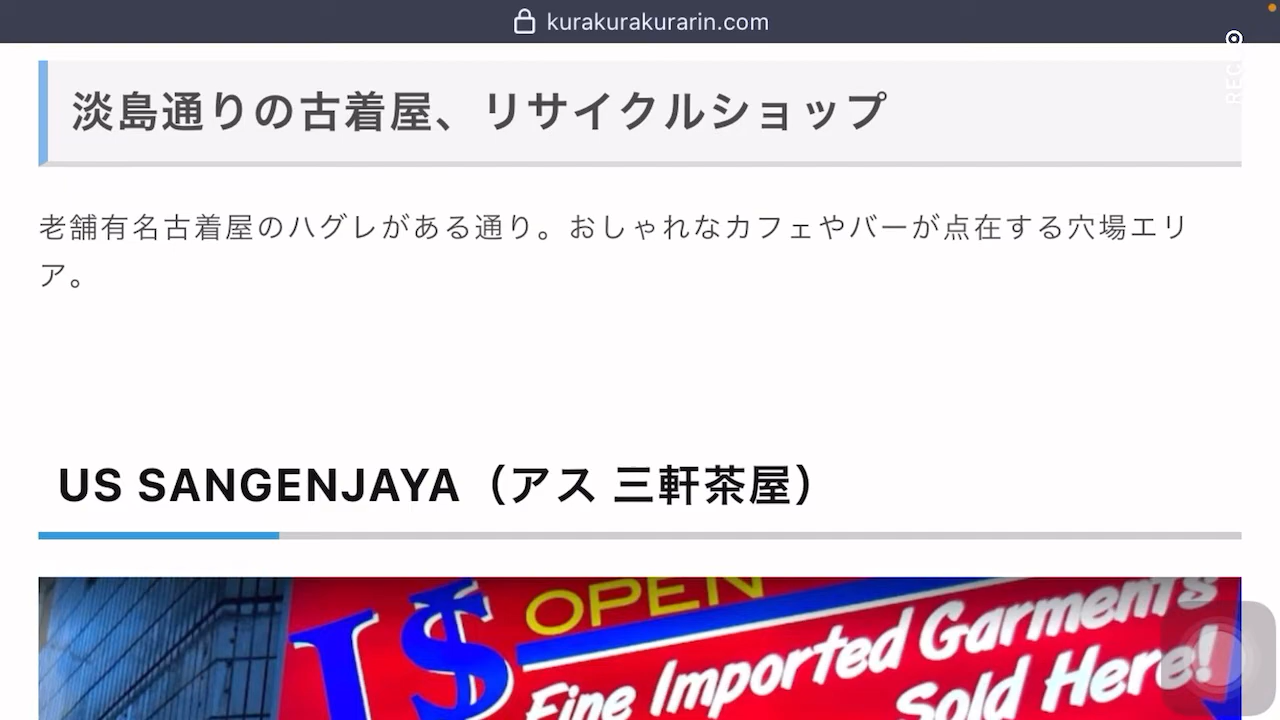 kurakurakurarin.com
REC
淡島通りの古着屋、リサイクルショップ
老舗有名古着屋のハグレがある通り。おしゃれなカフェやバーが点在する穴場エリ
ア。
US SANGENJAYA（アス 三軒茶屋）
OPEN
Fine Imported Garments
Sold Here!